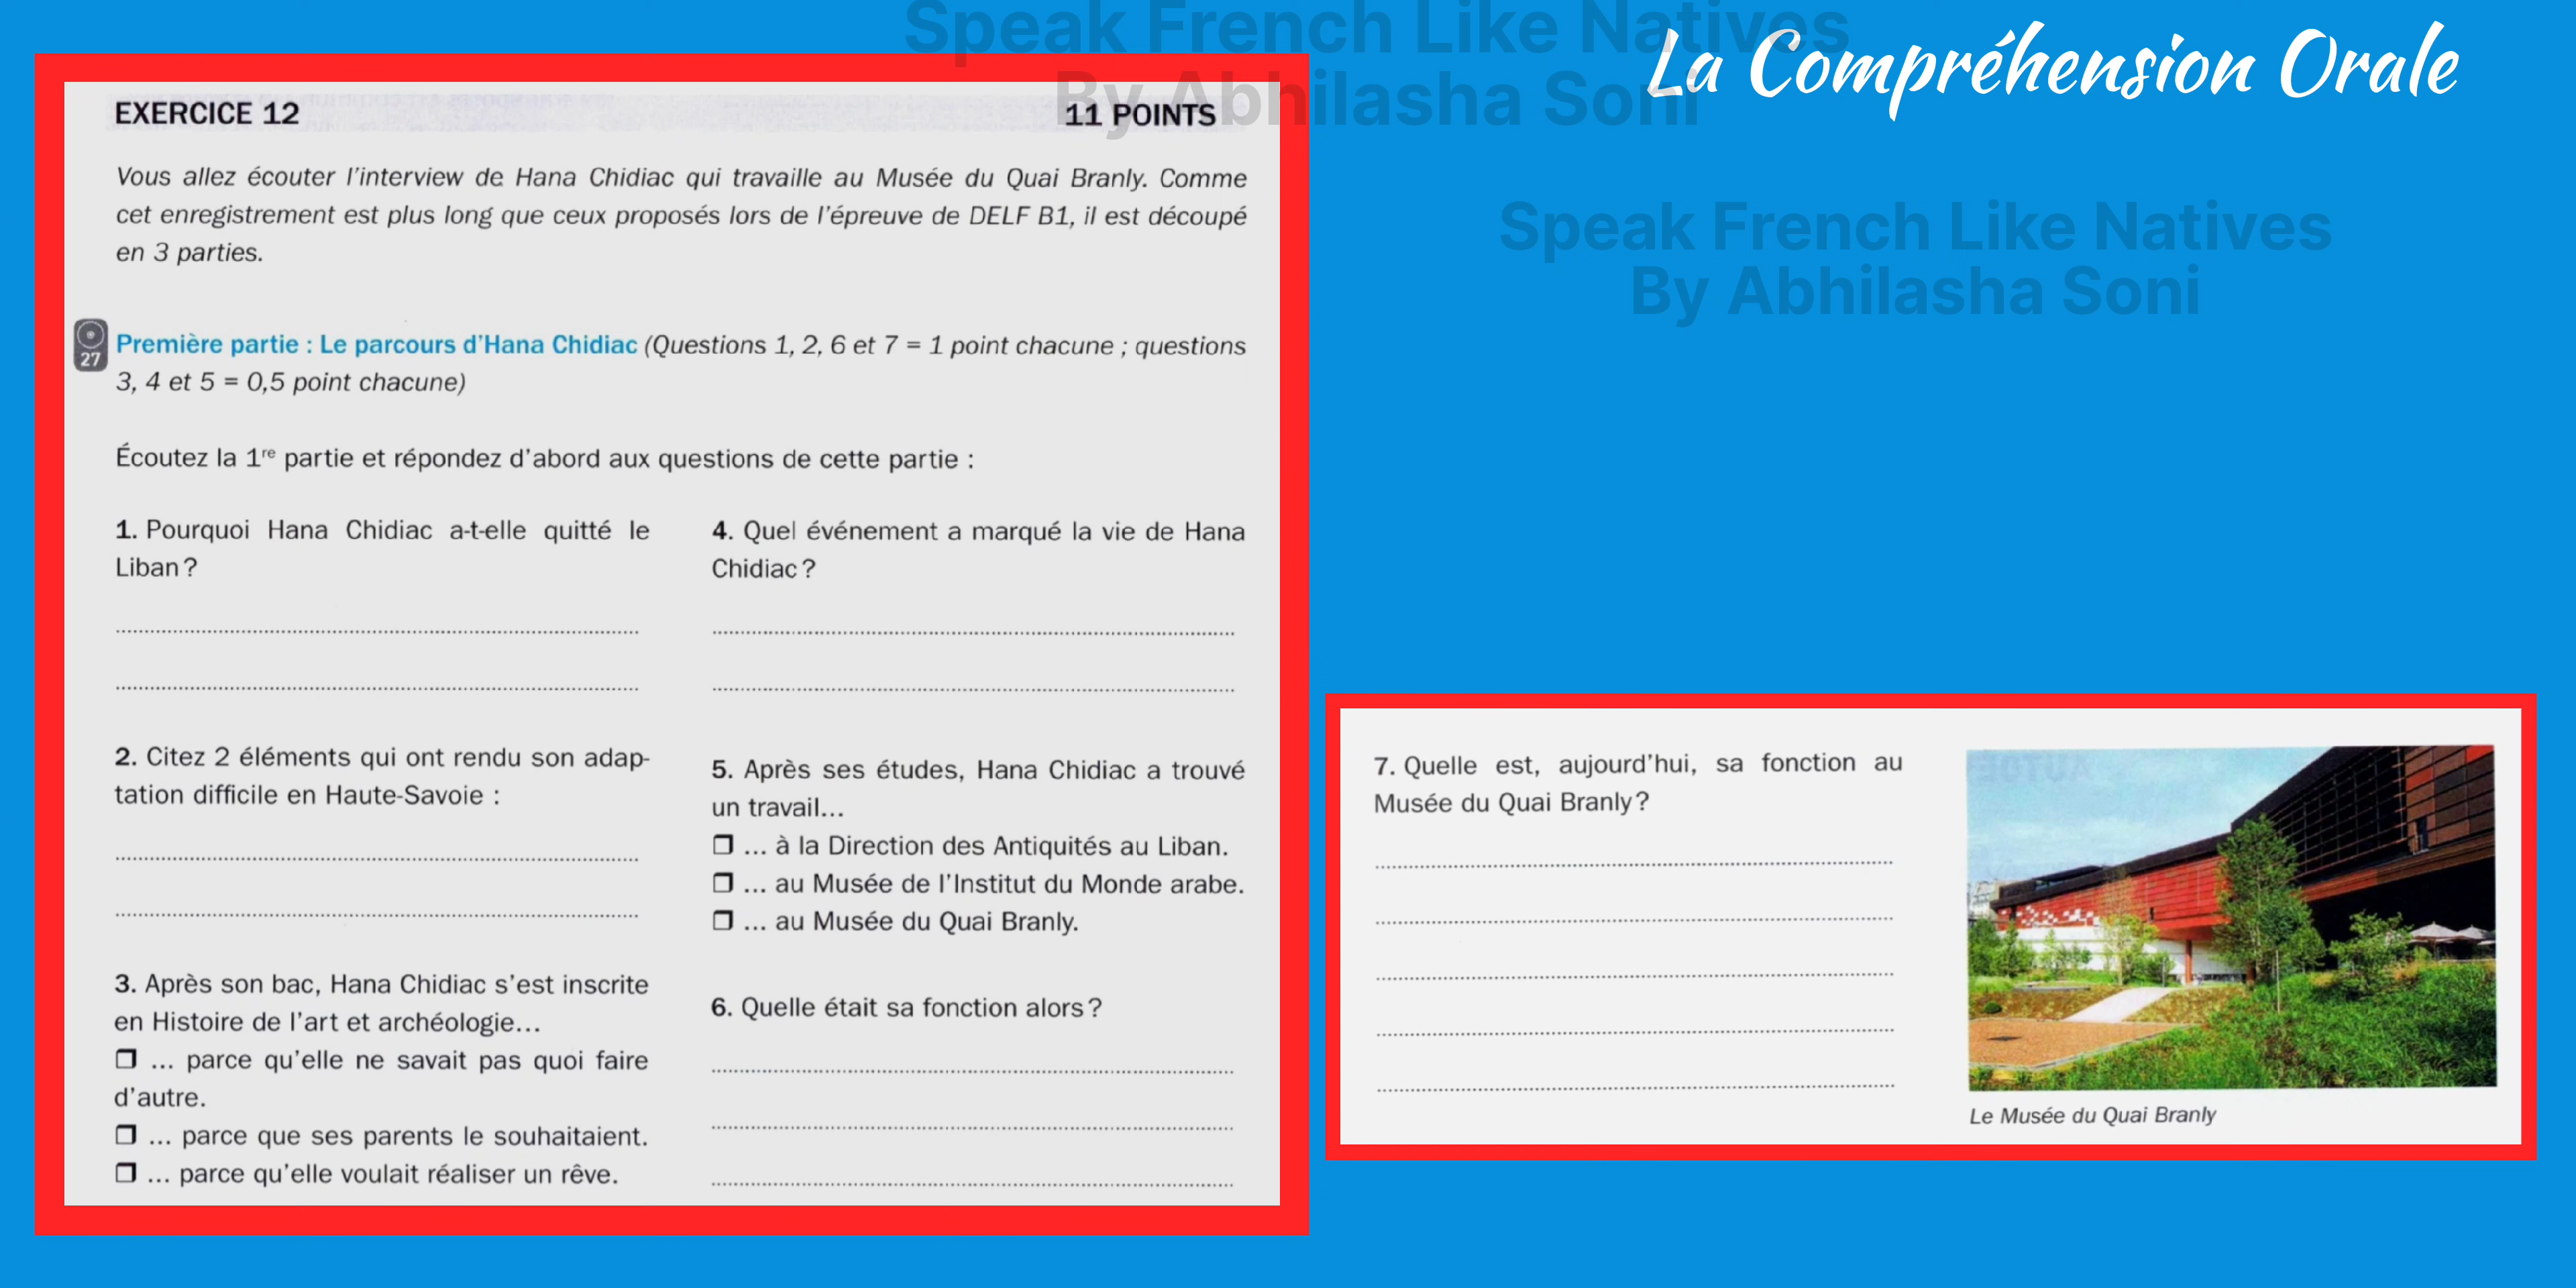 Speak French Like Natives
By Abhilasha Soni
La Compréhension Orale
Speak French Like Natives
By Abhilasha Soni
EXERCICE 12
11 POINTS
Vous allez écouter l'interview de Hana Chidiac qui travaille au Musée du Quai Branly. Comme
cet enregistrement est plus long que ceux proposés lors de l'épreuve de DELF B1, il est découpé
en 3 parties.
27
Première partie : Le parcours d'Hana Chidiac (Questions 1, 2, 6 et 7 = 1 point chacune ; questions
3, 4 et 5 = 0,5 point chacune)
Écoutez la 1re partie et répondez d'abord aux questions de cette partie :
1. Pourquoi Hana Chidiac a-t-elle quitté le
Liban ?
2. Citez 2 éléments qui ont rendu son adap-
tation difficile en Haute-Savoie :
3. Après son bac, Hana Chidiac s'est inscrite
en Histoire de l'art et archéologie...
❒ ... parce qu'elle ne savait pas quoi faire
d'autre.
❒ ... parce que ses parents le souhaitaient.
❒ ... parce qu'elle voulait réaliser un rêve.
4. Quel événement a marqué la vie de Hana
Chidiac ?
5. Après ses études, Hana Chidiac a trouvé
un travail...
❒ ... à la Direction des Antiquités au Liban.
❒ ... au Musée de l'Institut du Monde arabe.
❒ ... au Musée du Quai Branly.
6. Quelle était sa fonction alors ?
7. Quelle est, aujourd'hui, sa fonction au
Musée du Quai Branly ?
Le Musée du Quai Branly